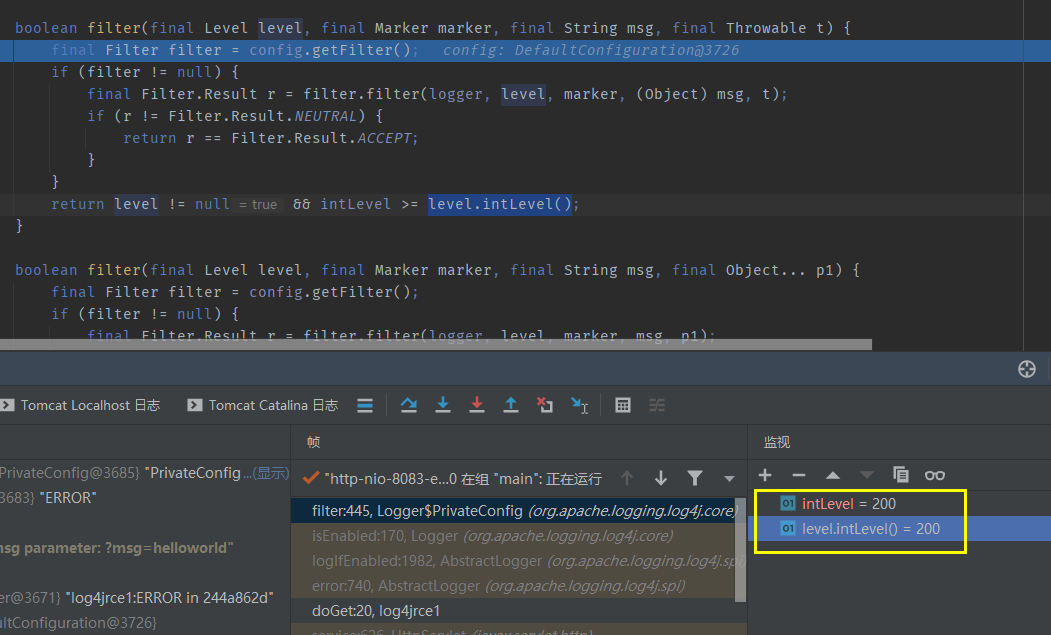 boolean filter(final Level level, final Marker marker, final String msg, final Throwable t) {
final Filter filter = config.getFilter(); config: DefaultConfiguration@3726
if (filter != null) {
final Filter.Result r = filter.filter(logger, level, marker, (Object) msg, t);
if (r != Filter.Result.NEUTRAL) {
return r == Filter.Result.ACCEPT;
}
}
return level != null = true && intLevel >= level.intLevel();
}
boolean filter(final Level level, final Marker marker, final String msg, final Object... p1) {
final Filter filter = config.getFilter();
if (filter != null) {
final Filter.Result r = filter.filter(logger, level, marker, msg, p1);
Tomcat Localhost 日志 Tomcat Catalina 日志
帧
监视
PrivateConfig@3685} "PrivateConfig ...(显示)
3683} "ERROR"
msg parameter: ?msg=helloworld"
er@3671} "log4jrce1:ERROR in 244a862d"
ultConfiguration@3726}
"http-nio-8083-e...0 在组 "main": 正在运行
filter:445, Logger$PrivateConfig (org.apache.logging.log4j.core)
isEnabled:170, Logger (org.apache.logging.log4j.core)
logIfEnabled:1982, AbstractLogger (org.apache.logging.log4j.spi)
error:740, AbstractLogger (org.apache.logging.log4j.spi)
doGet:20, log4jrce1
service:626, HttpServlet (javax.servlet.http)
01 intLevel = 200
01 level.intLevel() = 200